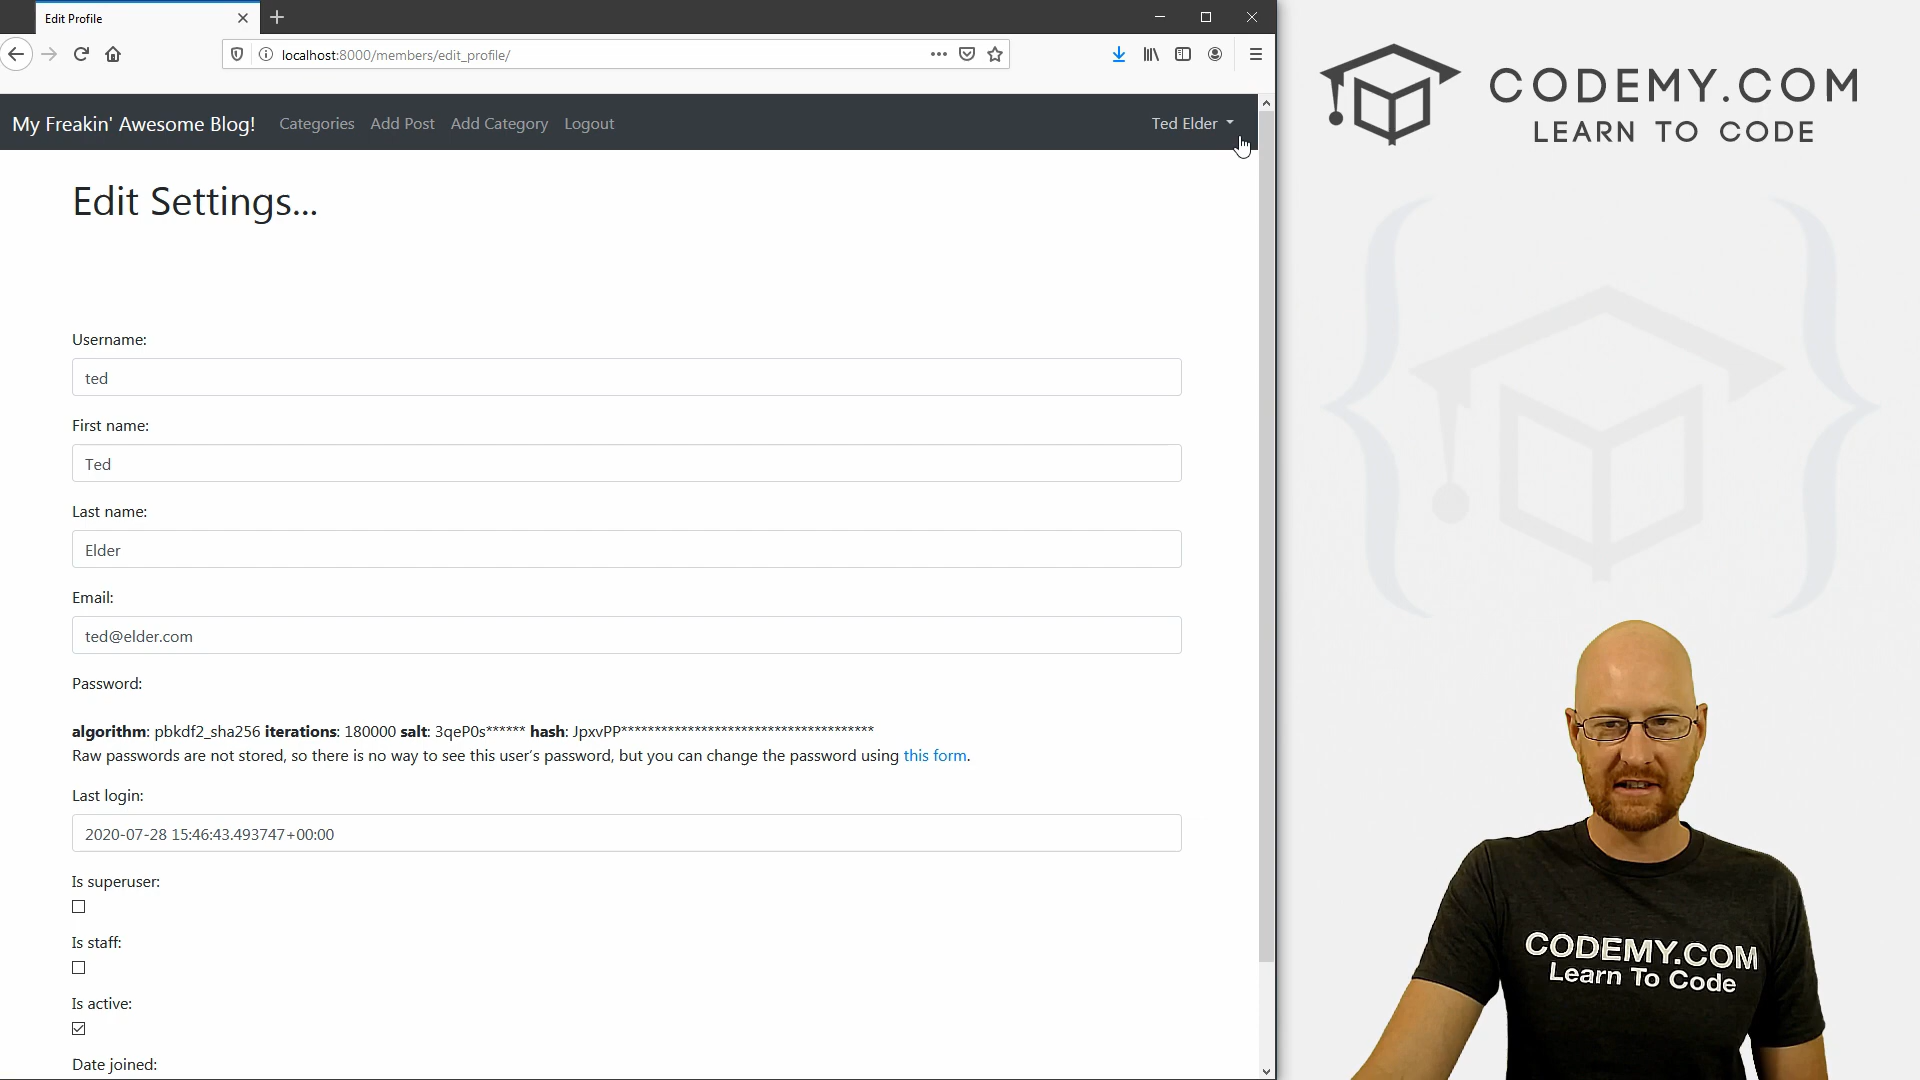 Edit Profile
localhost:8000/members/edit_profile/
My Freakin' Awesome Blog! Categories Add Post Add Category Logout Ted Elder
Edit Settings...
Username:
ted
First name:
Ted
Last name:
Elder
Email:
ted@elder.com
Password:
algorithm: pbkdf2_sha256 iterations: 180000 salt: 3qeP0s****** hash: JpxvPP**************************************
Raw passwords are not stored, so there is no way to see this user's password, but you can change the password using this form.
Last login:
2020-07-28 15:46:43.493747+00:00
Is superuser:
Is staff:
Is active:
Date joined:
CODEMY.COM
LEARN TO CODE
CODEMY.COM
Learn To Code